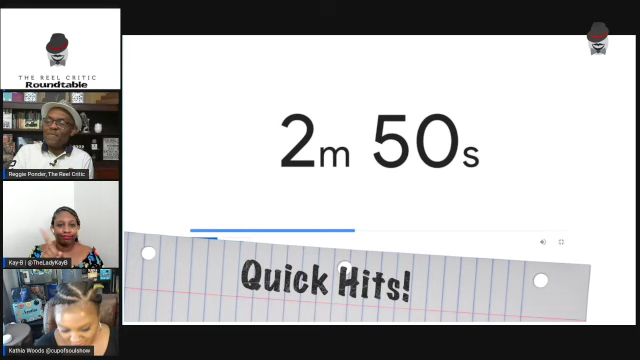 THE REEL CRITIC
Roundtable
Reggie Ponder, The Reel Critic
Kay-B | @TheLadyKayB
Kathia Woods @cupofsoulshow
2m 50s
Quick Hits!